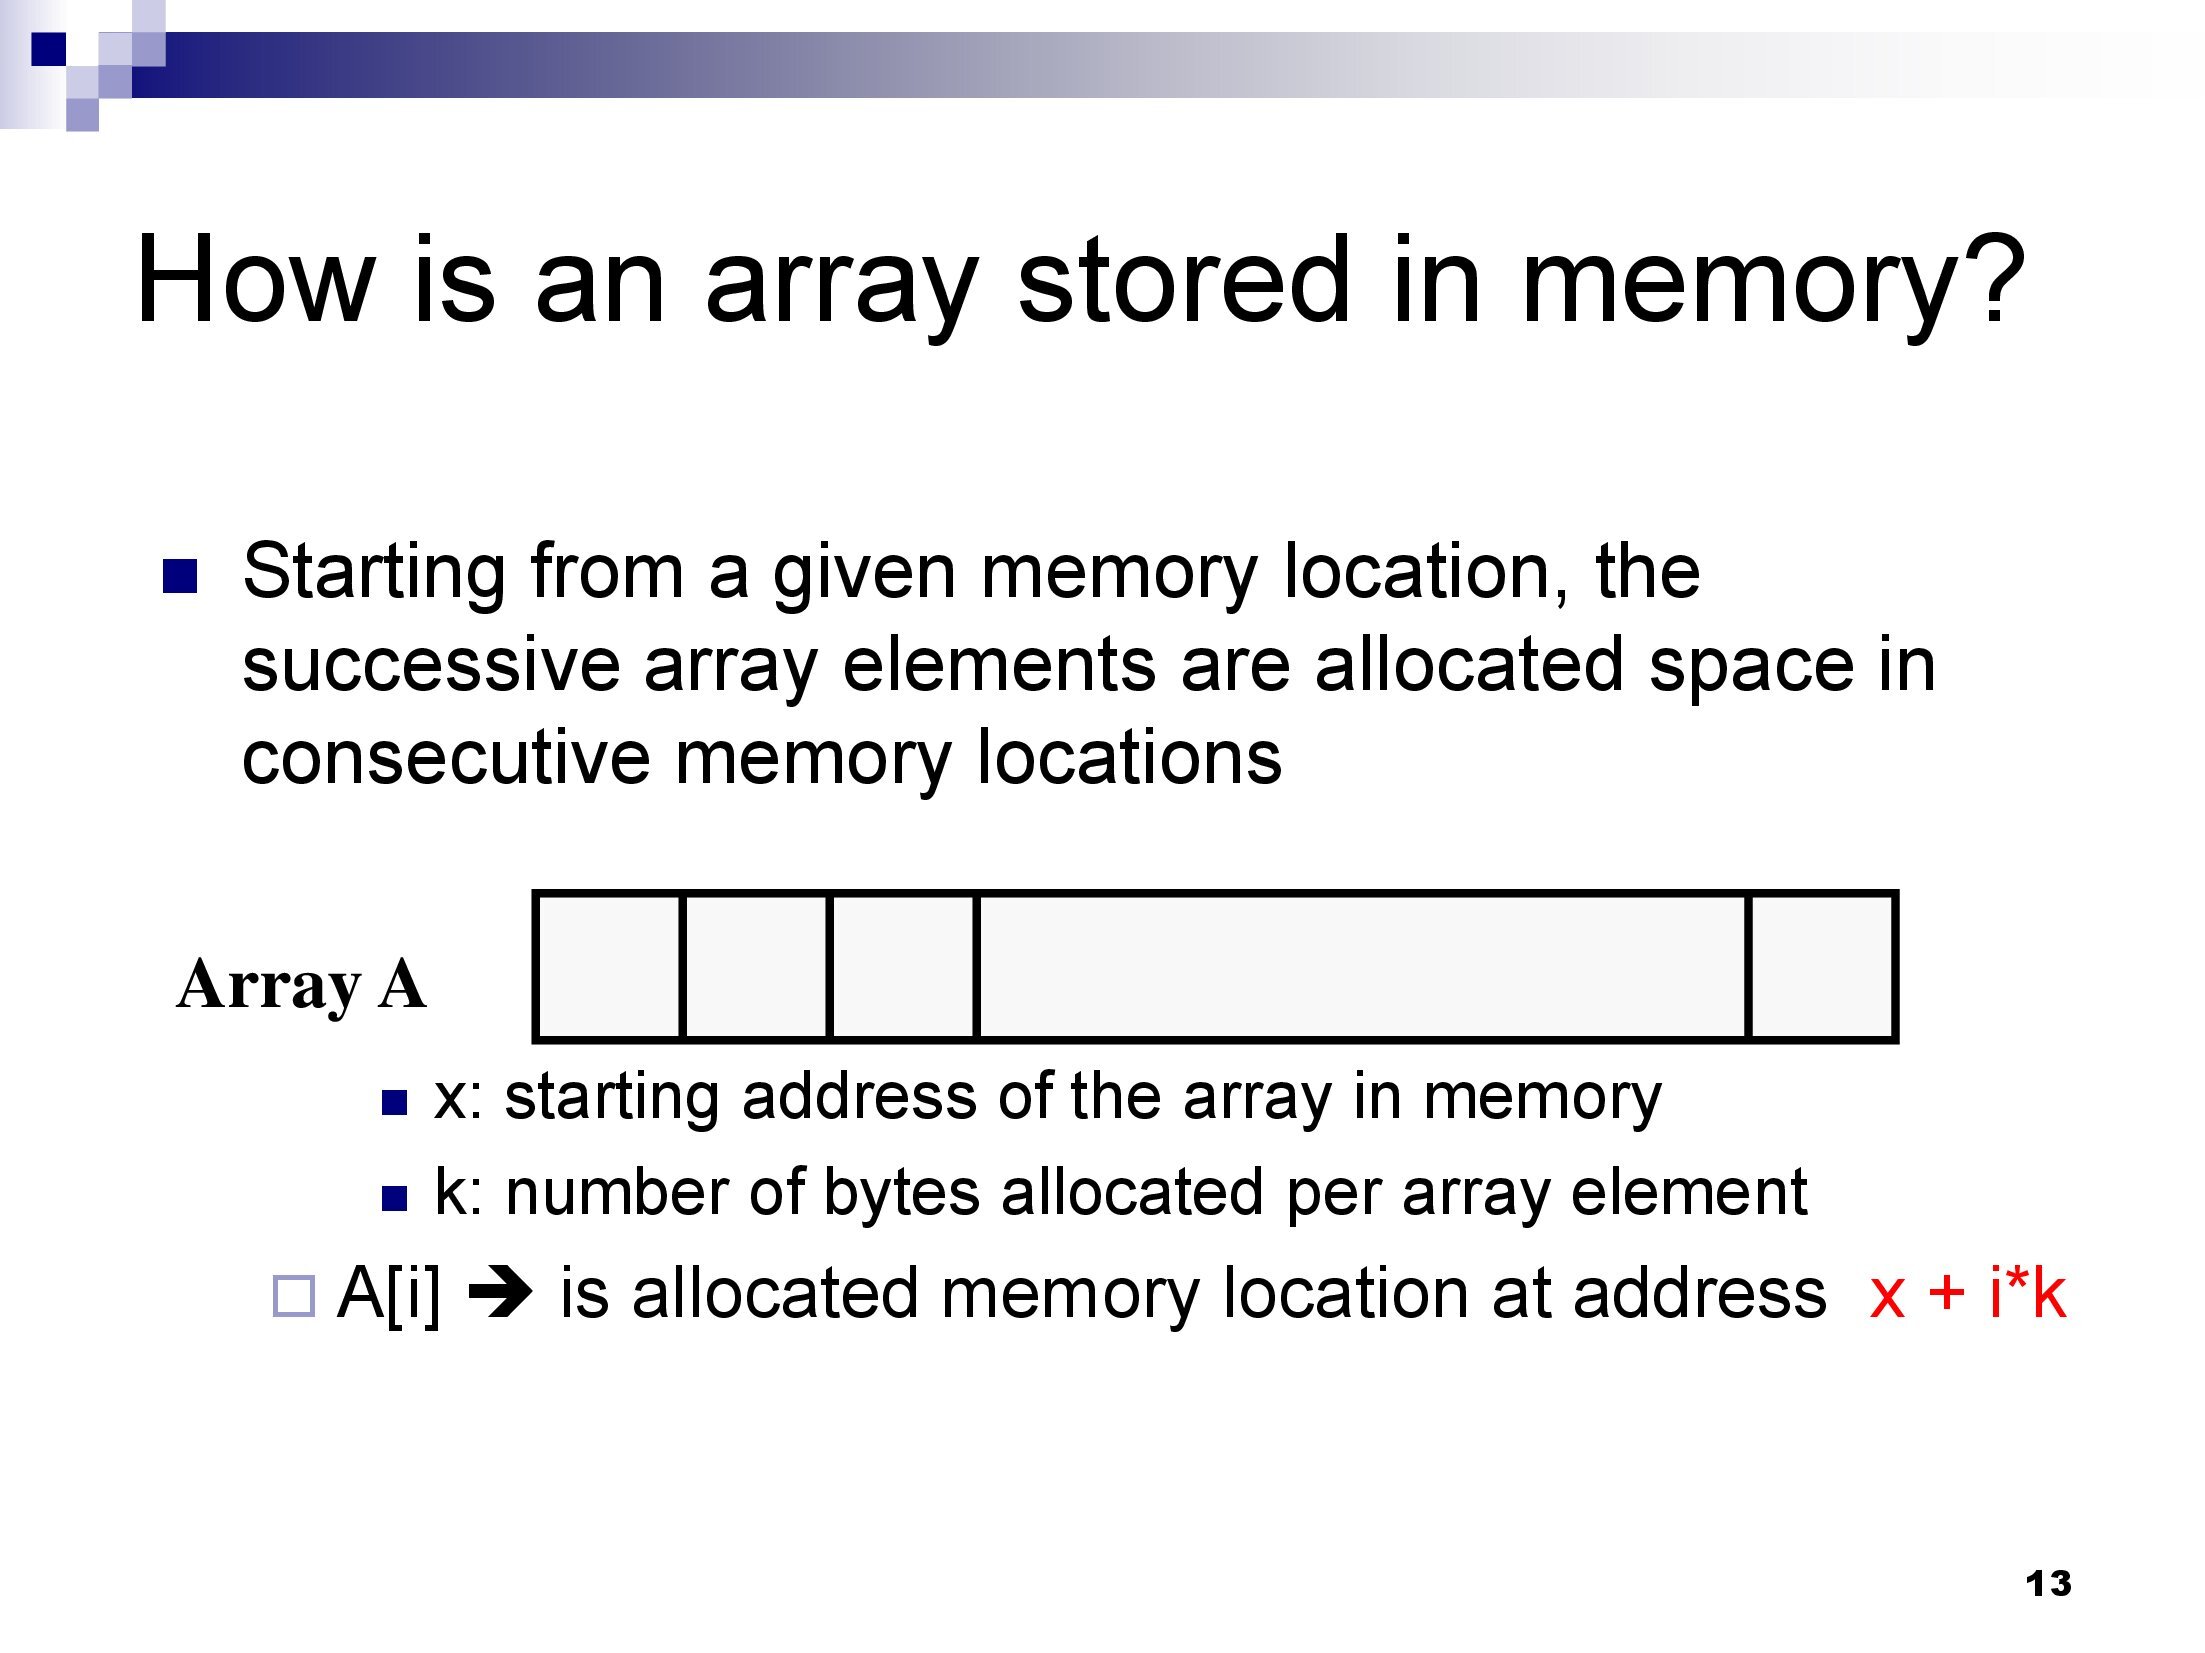 How is an array stored in memory?
Starting from a given memory location, the
successive array elements are allocated space in
consecutive memory locations
Array A
x: starting address of the array in memory
k: number of bytes allocated per array element
A[i] ➔ is allocated memory location at address x + i*k
13